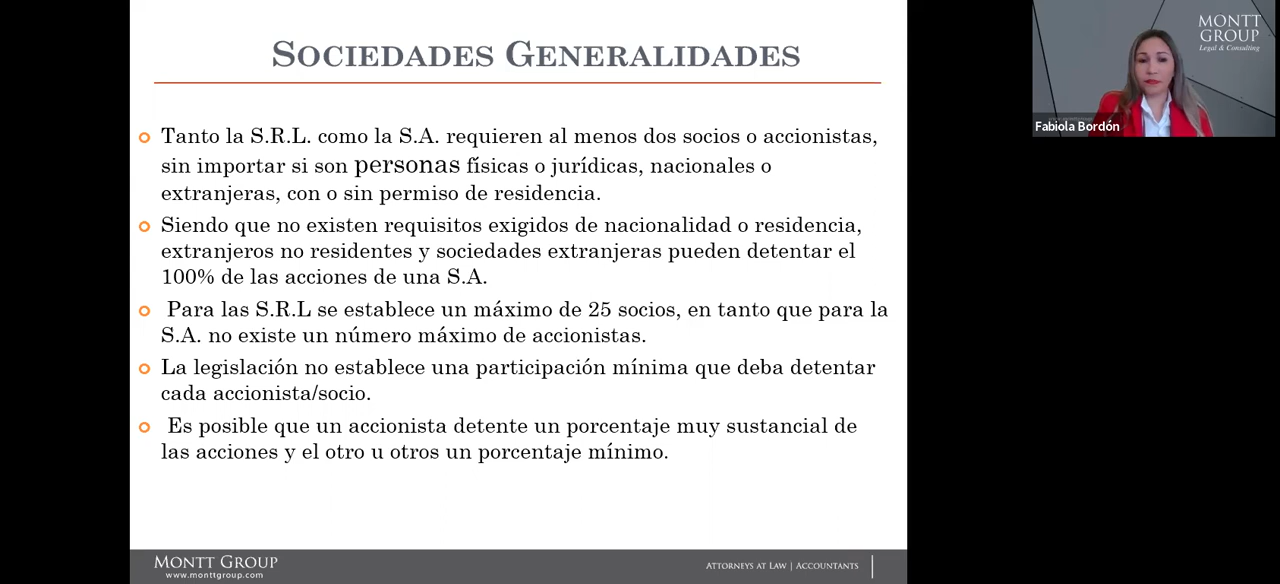 SOCIEDADES GENERALIDADES
Tanto la S.R.L. como la S.A. requieren al menos dos socios o accionistas,
sin importar si son personas físicas o jurídicas, nacionales o
extranjeras, con o sin permiso de residencia.
Siendo que no existen requisitos exigidos de nacionalidad o residencia,
extranjeros no residentes y sociedades extranjeras pueden detentar el
100% de las acciones de una S.A.
Para las S.R.L se establece un máximo de 25 socios, en tanto que para la
S.A. no existe un número máximo de accionistas.
La legislación no establece una participación mínima que deba detentar
cada accionista/socio.
Es posible que un accionista detente un porcentaje muy sustancial de
las acciones y el otro u otros un porcentaje mínimo.
MONTT GROUP
www.monttgroup.com
ATTORNEYS AT LAW | ACCOUNTANTS
MONTT
GROUP
Legal & Consulting
Fabiola Bordón